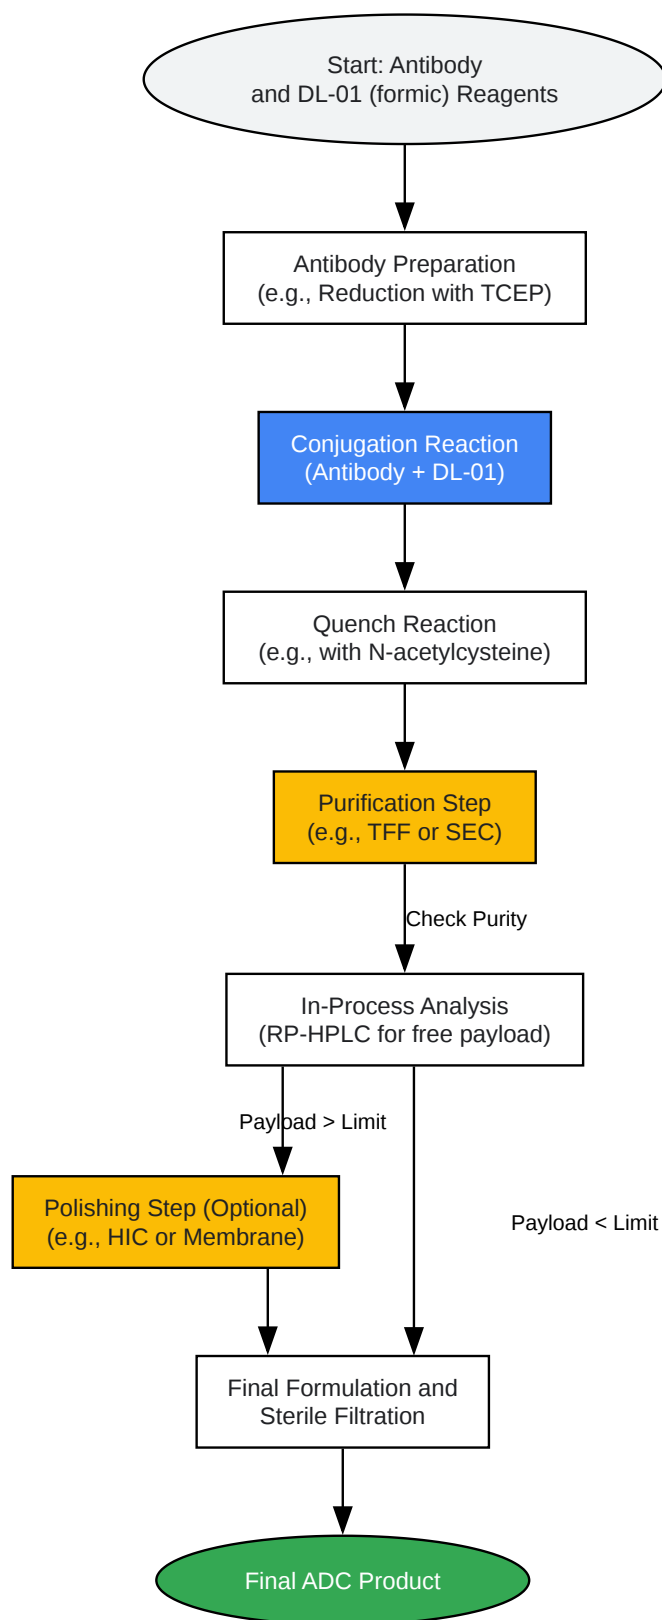 Start: Antibody
and DL-01 (formic) Reagents
Antibody Preparation
(e.g., Reduction with TCEP)
Conjugation Reaction
(Antibody + DL-01)
Quench Reaction
(e.g., with N-acetylcysteine)
Purification Step
(e.g., TFF or SEC)
Check Purity
In-Process Analysis
(RP-HPLC for free payload)
Payload > Limit
Polishing Step (Optional)
(e.g., HIC or Membrane)
Payload < Limit
Final Formulation and
Sterile Filtration
Final ADC Product